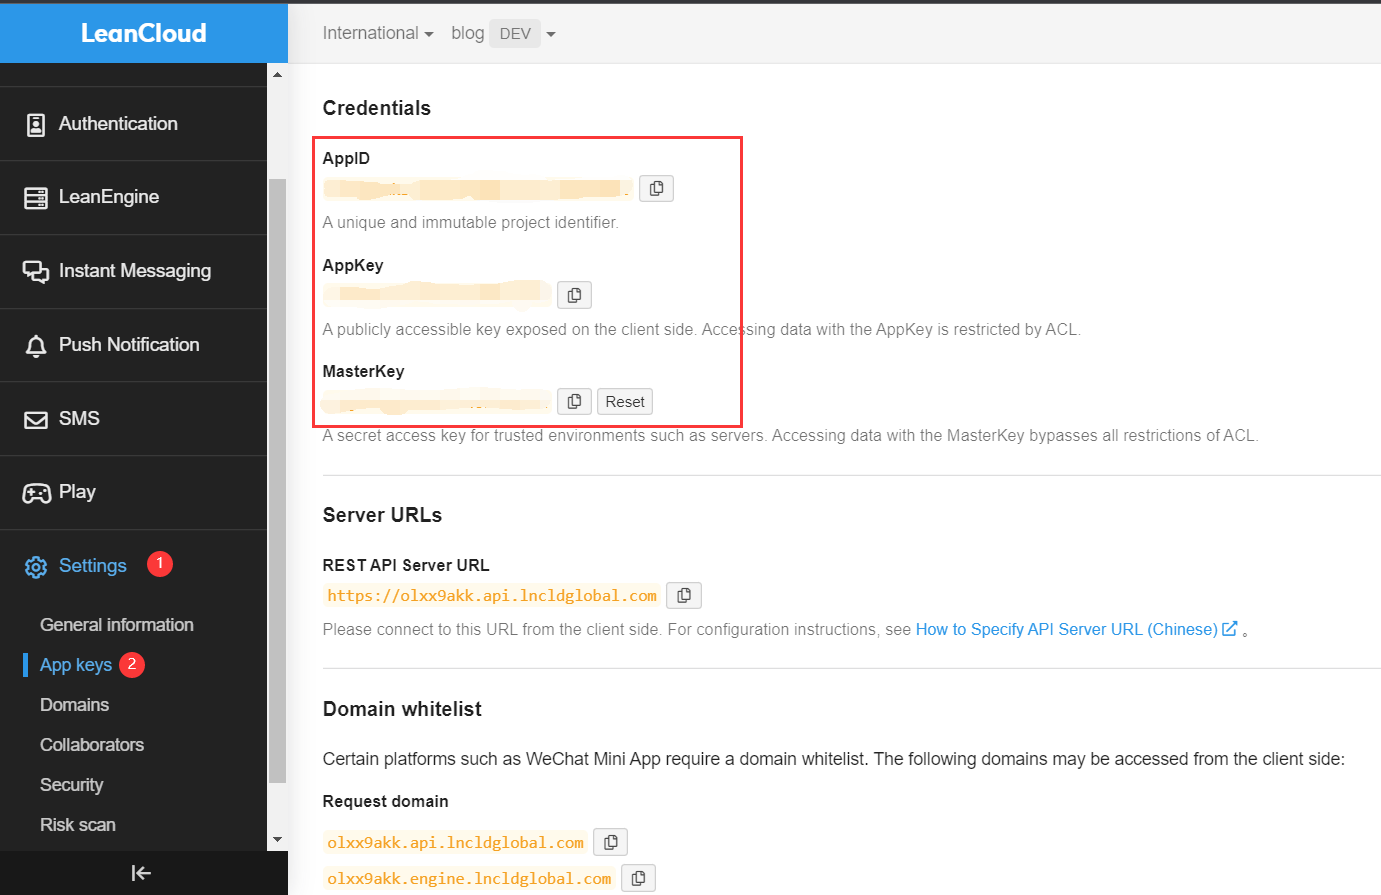 LeanCloud
International
blog DEV
Authentication
LeanEngine
Instant Messaging
Push Notification
SMS
Play
Settings 1
General information
App keys 2
Domains
Collaborators
Security
Risk scan
Credentials
AppID
A unique and immutable project identifier.
AppKey
A publicly accessible key exposed on the client side. Accessing data with the AppKey is restricted by ACL.
MasterKey
Reset
A secret access key for trusted environments such as servers. Accessing data with the MasterKey bypasses all restrictions of ACL.
Server URLs
REST API Server URL
https://olxx9akk.api.lncldglobal.com
Please connect to this URL from the client side. For configuration instructions, see How to Specify API Server URL (Chinese) 。
Domain whitelist
Certain platforms such as WeChat Mini App require a domain whitelist. The following domains may be accessed from the client side:
Request domain
olxx9akk.api.lncldglobal.com
olxx9akk.engine.lncldglobal.com